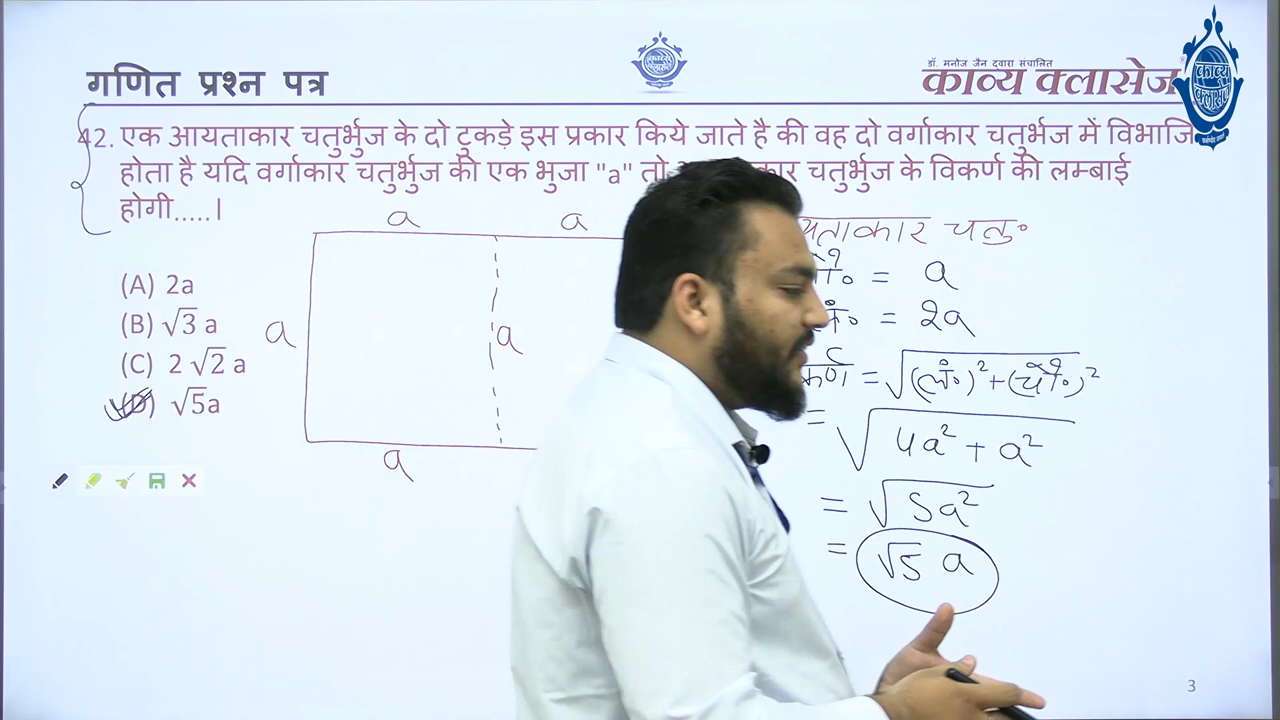 गणित प्रश्न पत्र
डॉ. मनोज जैन द्वारा संचालित
काव्य क्लासेज
काव्य क्लासेस
42. एक आयताकार चतुर्भुज के दो टुकड़े इस प्रकार किये जाते है की वह दो वर्गाकार चतुर्भुज में विभाजि
होता है यदि वर्गाकार चतुर्भुज की एक भुजा "a" तो चतुर्भुज के विकर्ण की लम्बाई
होगी.....।
(A) 2a
(B) √3 a
(C) 2 √2 a
(D) √5a
a a
a a
a
चतु०
= a
= 2a
= √(लं०)² + (चौ०)²
= √4a² + a²
= √5a²
= √5 a
3